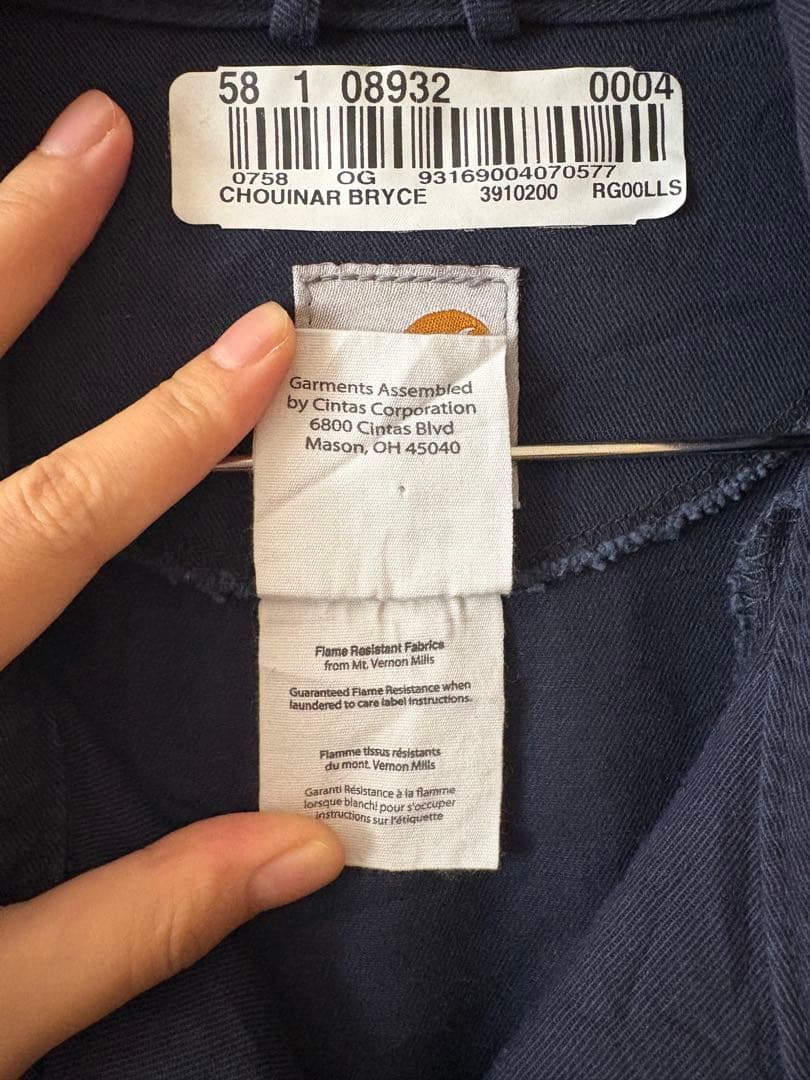 58 1 08932 0004
0758 OG 93169004070577
CHOUINAR BRYCE 3910200 RG00LLS
Garments Assembled
by Cintas Corporation
6800 Cintas Blvd
Mason, OH 45040
Flame Resistant Fabrics
from Mt. Vernon Mills
Guaranteed Flame Resistance when
laundered to care label instructions.
Flamme tissus résistants
du mont. Vernon Mills
Garanti Résistance à la flamme
lorsque blanchi pour s'occuper
instructions sur l'étiquette